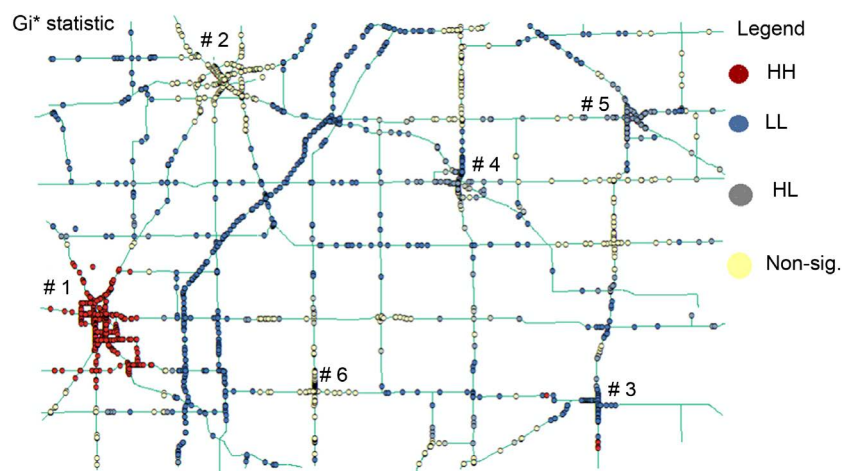 Gi* statistic
# 2
Legend
HH
# 5
LL
# 4
HL
Non-sig.
# 1
# 6
# 3